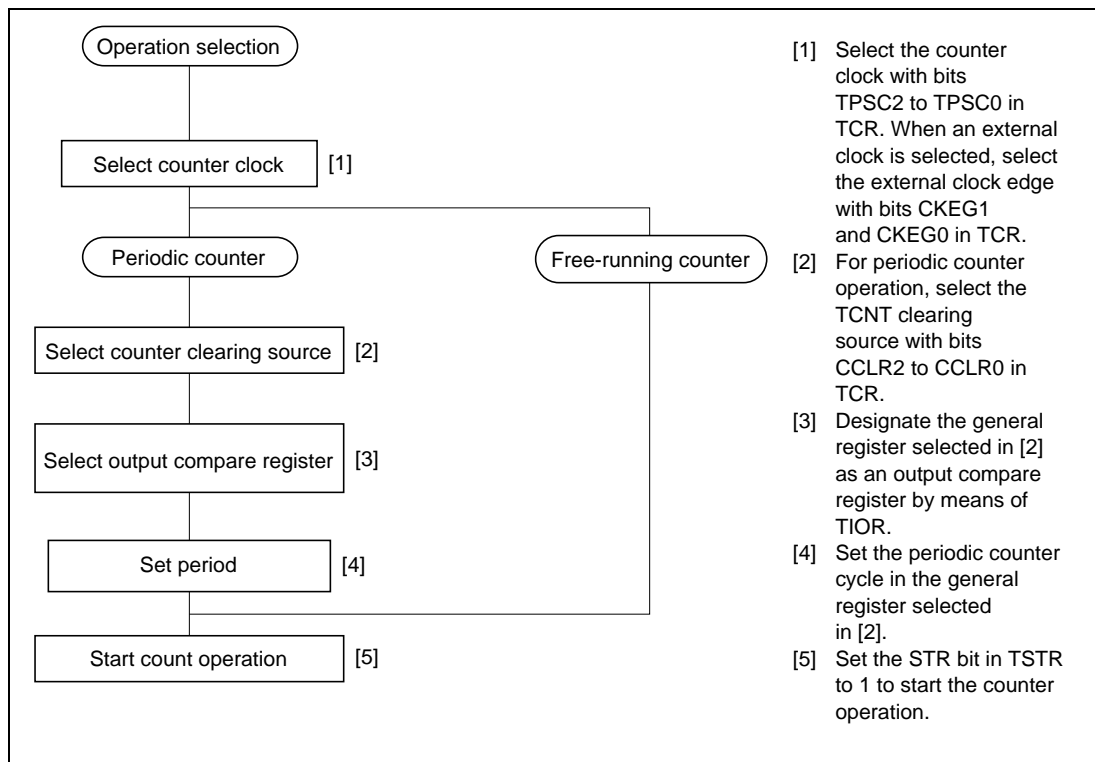 Operation selection
Select counter clock [1]
Periodic counter
Free-running counter
Select counter clearing source [2]
Select output compare register [3]
Set period [4]
Start count operation [5]
[1] Select the counter
clock with bits
TPSC2 to TPSC0 in
TCR. When an external
clock is selected, select
the external clock edge
with bits CKEG1
and CKEG0 in TCR.
[2] For periodic counter
operation, select the
TCNT clearing
source with bits
CCLR2 to CCLR0 in
TCR.
[3] Designate the general
register selected in [2]
as an output compare
register by means of
TIOR.
[4] Set the periodic counter
cycle in the general
register selected
in [2].
[5] Set the STR bit in TSTR
to 1 to start the counter
operation.